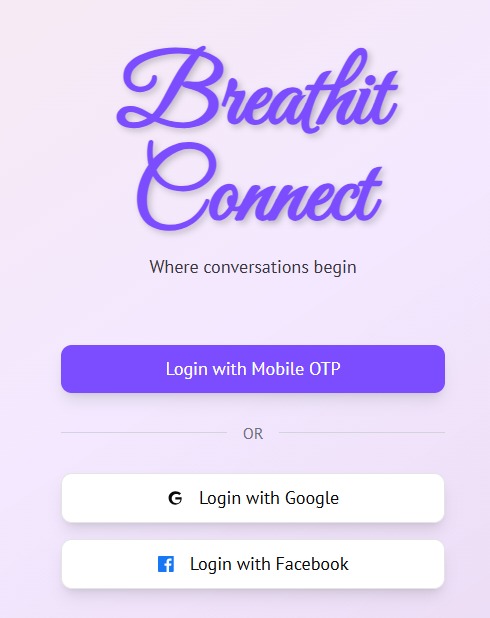 Breathit
Connect
Where conversations begin
Login with Mobile OTP
OR
Login with Google
Login with Facebook